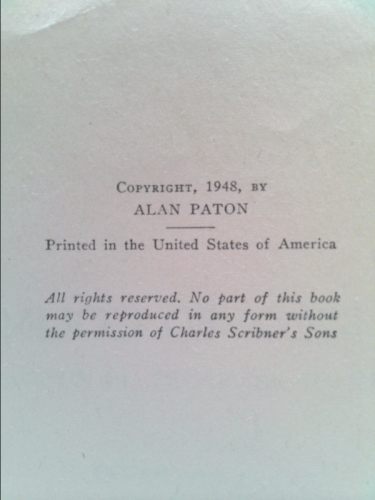 COPYRIGHT, 1948, BY
ALAN PATON
Printed in the United States of America
All rights reserved. No part of this book
may be reproduced in any form without
the permission of Charles Scribner's Sons